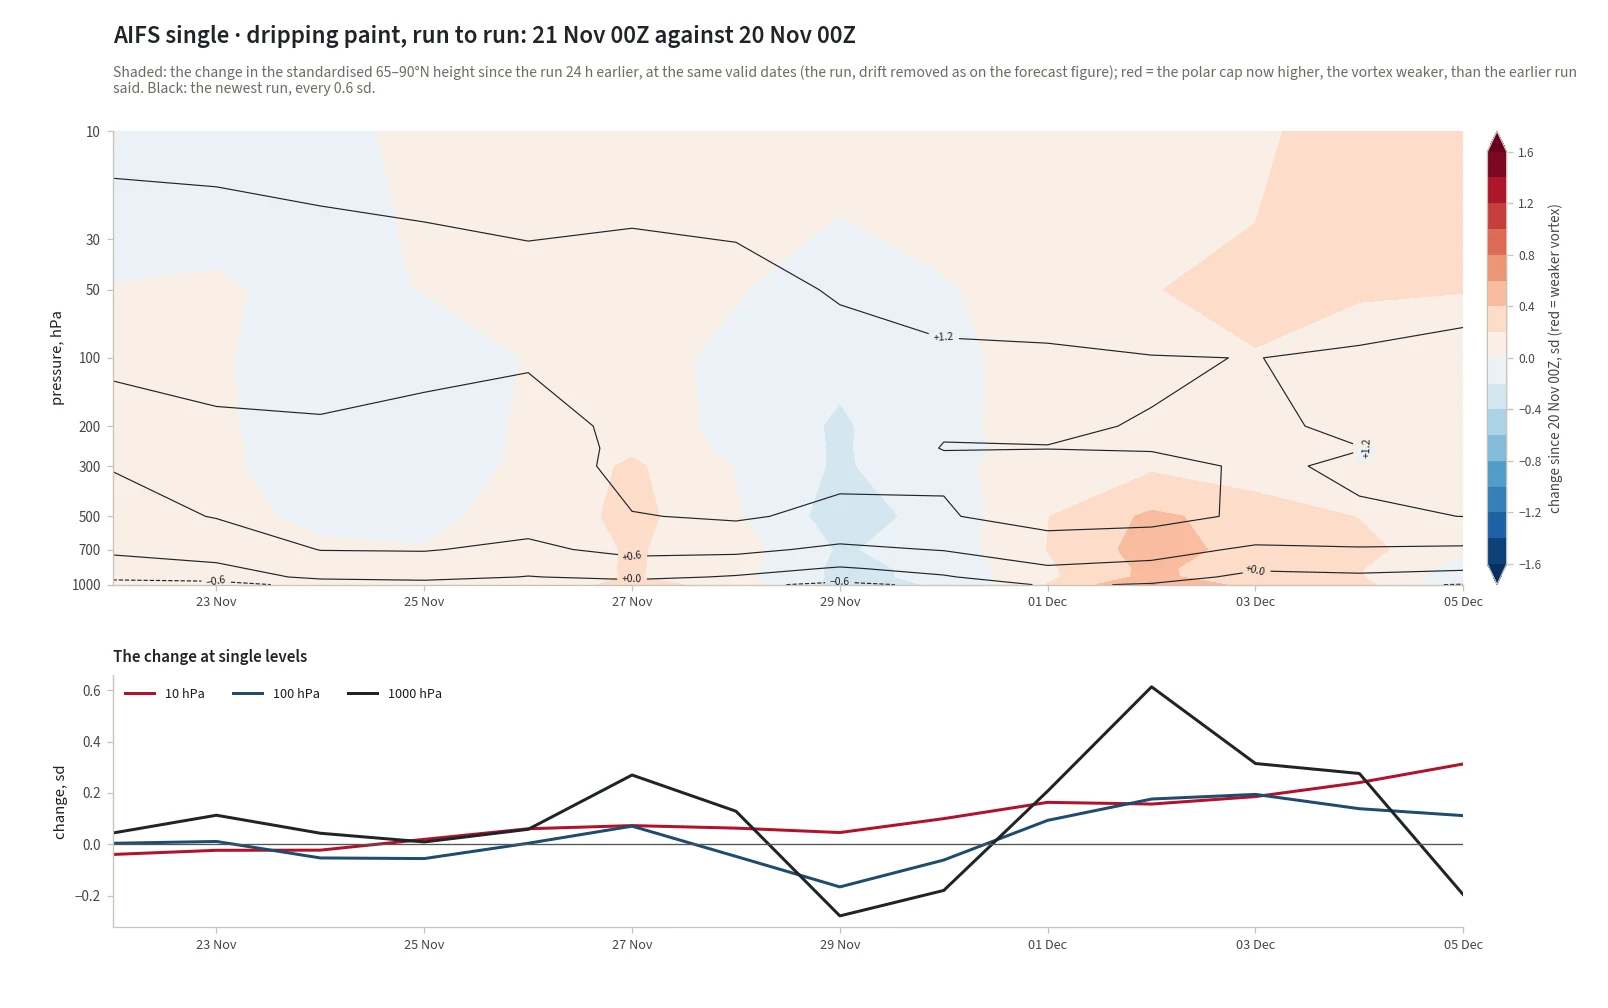 AIFS single · dripping paint, run to run: 21 Nov 00Z against 20 Nov 00Z
Shaded: the change in the standardised 65–90°N height since the run 24 h earlier, at the same valid dates (the run, drift removed as on the forecast figure); red = the polar cap now higher, the vortex weaker, than the earlier run
said. Black: the newest run, every 0.6 sd.
pressure, hPa
10
30
50
100
200
300
500
700
1000
+1.2
+1.2
+0.6
+0.0
+0.0
−0.6
−0.6
23 Nov
25 Nov
27 Nov
29 Nov
01 Dec
03 Dec
05 Dec
1.6
1.2
0.8
0.4
0.0
−0.4
−0.8
−1.2
−1.6
change since 20 Nov 00Z, sd (red = weaker vortex)
The change at single levels
10 hPa
100 hPa
1000 hPa
change, sd
0.6
0.4
0.2
0.0
−0.2
23 Nov
25 Nov
27 Nov
29 Nov
01 Dec
03 Dec
05 Dec